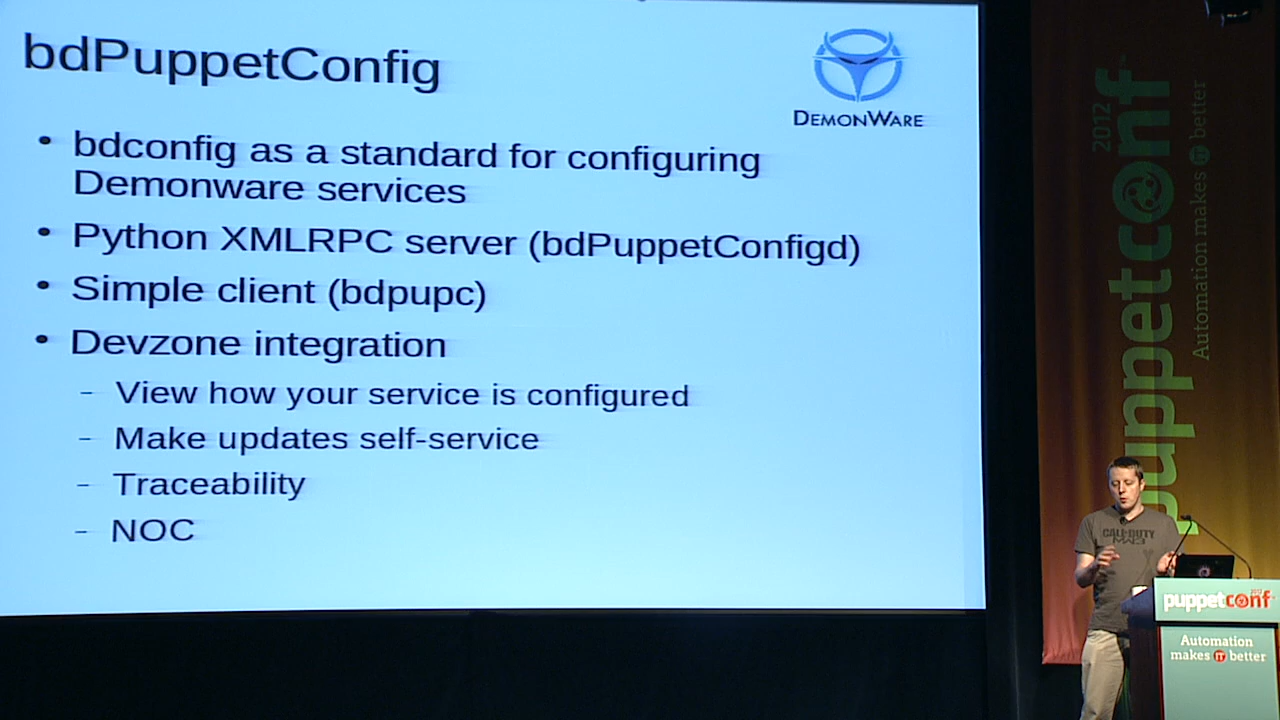 bdPuppetConfig
DEMONWARE
• bdconfig as a standard for configuring
Demonware services
• Python XMLRPC server (bdPuppetConfigd)
• Simple client (bdpupc)
• Devzone integration
– View how your service is configured
– Make updates self-service
– Traceability
– NOC
puppetconf
2012
Automation makes IT better
CALL OF DUTY
MW3
puppetconf
2012
Automation
makes IT better